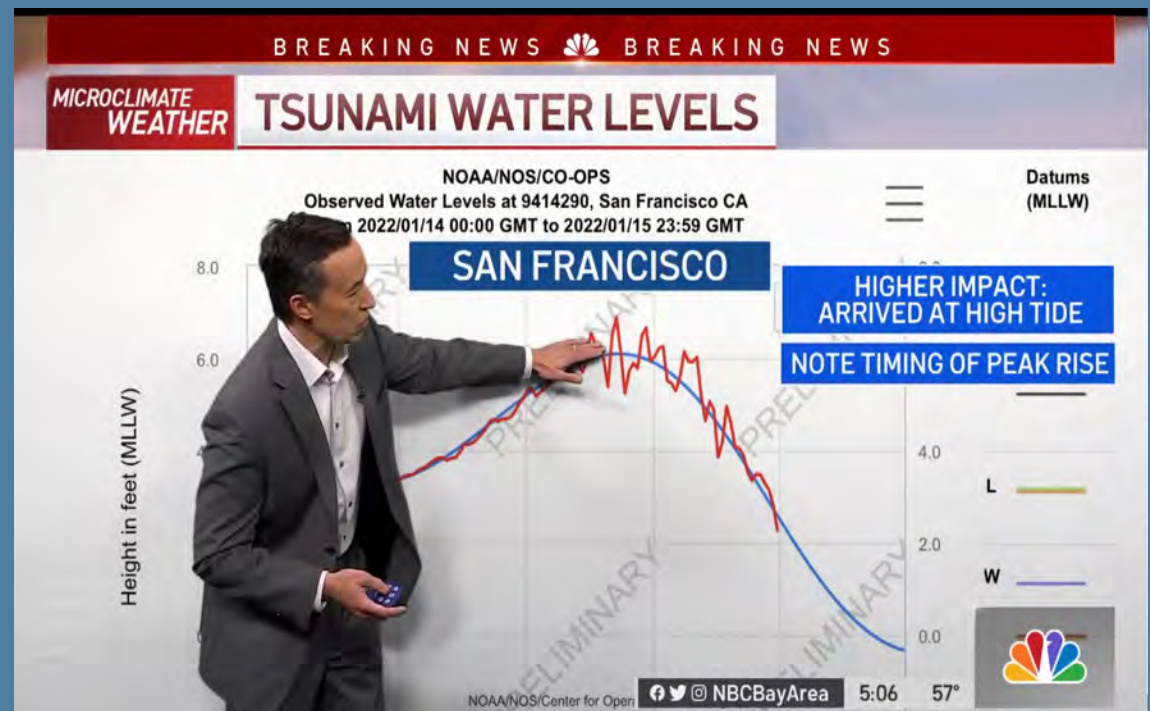 BREAKING NEWS BREAKING NEWS
MICROCLIMATE
WEATHER
TSUNAMI WATER LEVELS
NOAA/NOS/CO-OPS
Observed Water Levels at 9414290, San Francisco CA
2022/01/14 00:00 GMT to 2022/01/15 23:59 GMT
Datums
(MLLW)
SAN FRANCISCO
HIGHER IMPACT:
ARRIVED AT HIGH TIDE
NOTE TIMING OF PEAK RISE
8.0
6.0
4.0
2.0
0.0
Height in feet (MLLW)
L
W
PRELIMINARY
PRELIMINARY
NOAA/NOS/Center for Oper
NBCBayArea 5:06 57°